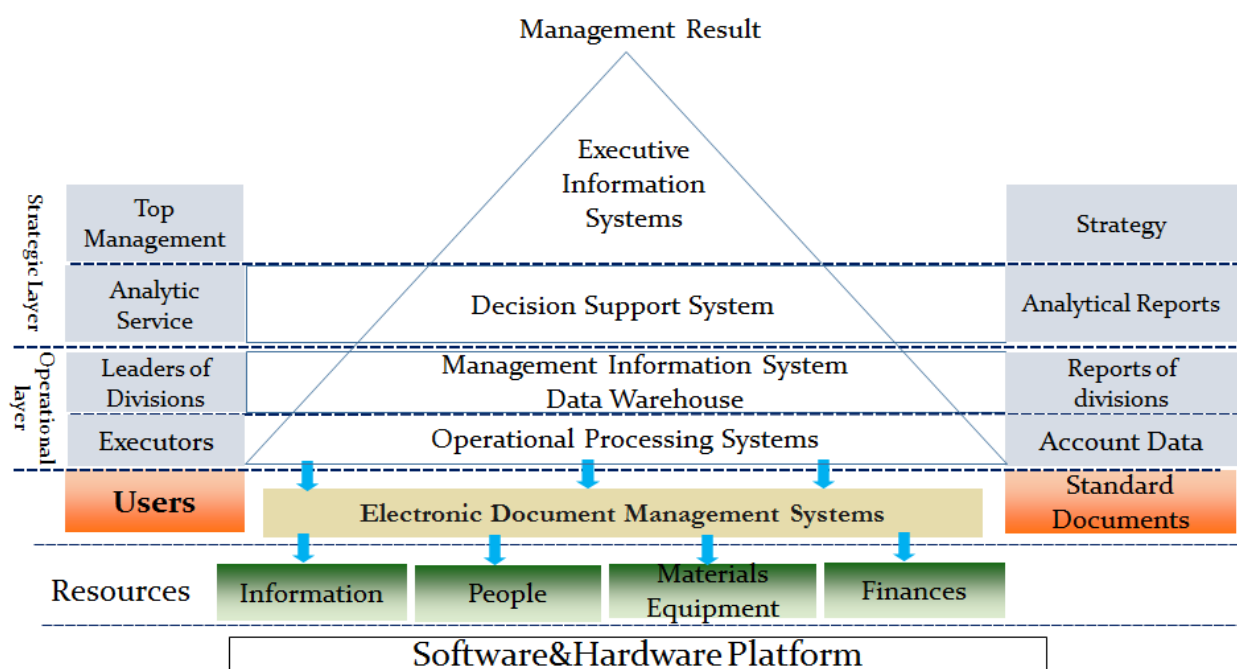 Management Result
Executive
Information
Systems
Strategic Layer
Top
Management
Strategy
Analytic
Service
Decision Support System
Analytical Reports
Operational
layer
Leaders of
Divisions
Management Information System
Data Warehouse
Reports of
divisions
Executors
Operational Processing Systems
Account Data
Users
Electronic Document Management Systems
Standard
Documents
Resources
Information
People
Materials
Equipment
Finances
Software&Hardware Platform